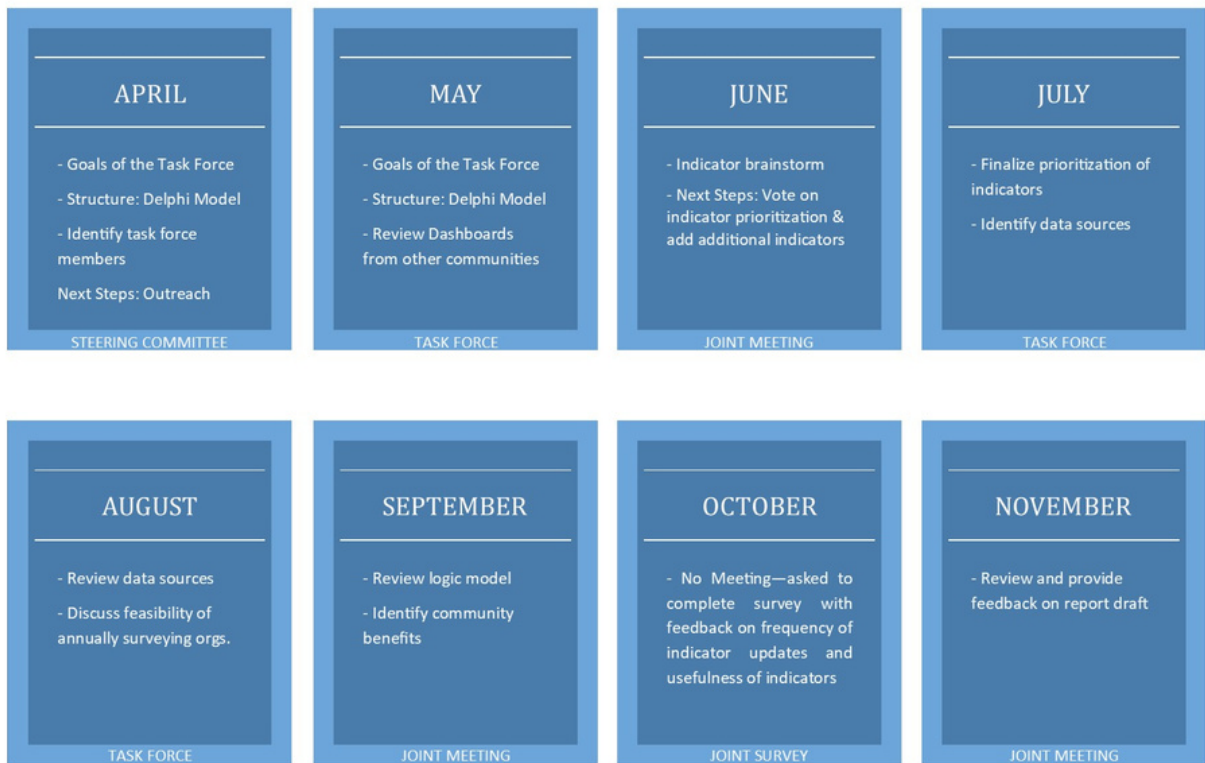 APRIL
- Goals of the Task Force
- Structure: Delphi Model
- Identify task force
members
Next Steps: Outreach
STEERING COMMITTEE
MAY
- Goals of the Task Force
- Structure: Delphi Model
- Review Dashboards
from other communities
TASK FORCE
JUNE
- Indicator brainstorm
- Next Steps: Vote on
indicator prioritization &
add additional indicators
JOINT MEETING
JULY
- Finalize prioritization of
indicators
- Identify data sources
TASK FORCE
AUGUST
- Review data sources
- Discuss feasibility of
annually surveying orgs.
TASK FORCE
SEPTEMBER
- Review logic model
- Identify community
benefits
JOINT MEETING
OCTOBER
- No Meeting—asked to
complete survey with
feedback on frequency of
indicator updates and
usefulness of indicators
JOINT SURVEY
NOVEMBER
- Review and provide
feedback on report draft
JOINT MEETING